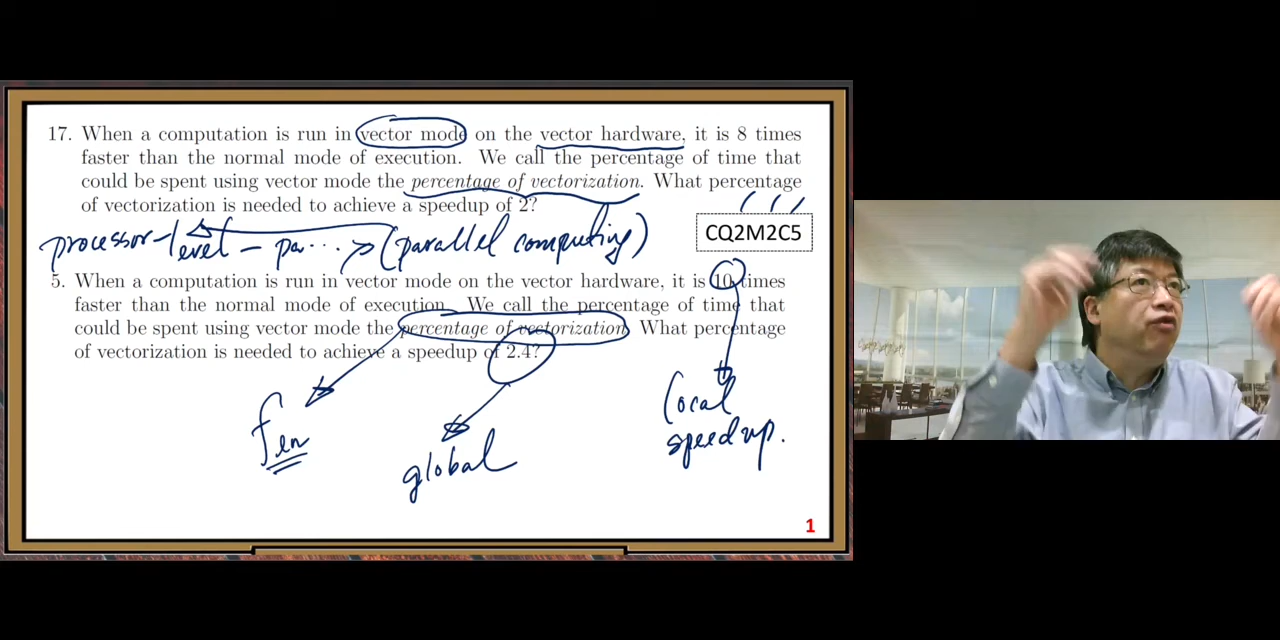 17. When a computation is run in vector mode on the vector hardware, it is 8 times
faster than the normal mode of execution. We call the percentage of time that
could be spent using vector mode the percentage of vectorization. What percentage
of vectorization is needed to achieve a speedup of 2?
processor-level-pa... (parallel computing)
CQ2M2C5
5. When a computation is run in vector mode on the vector hardware, it is 10 times
faster than the normal mode of execution. We call the percentage of time that
could be spent using vector mode the percentage of vectorization. What percentage
of vectorization is needed to achieve a speedup of 2.4?
fen
global
local
speedup.
1